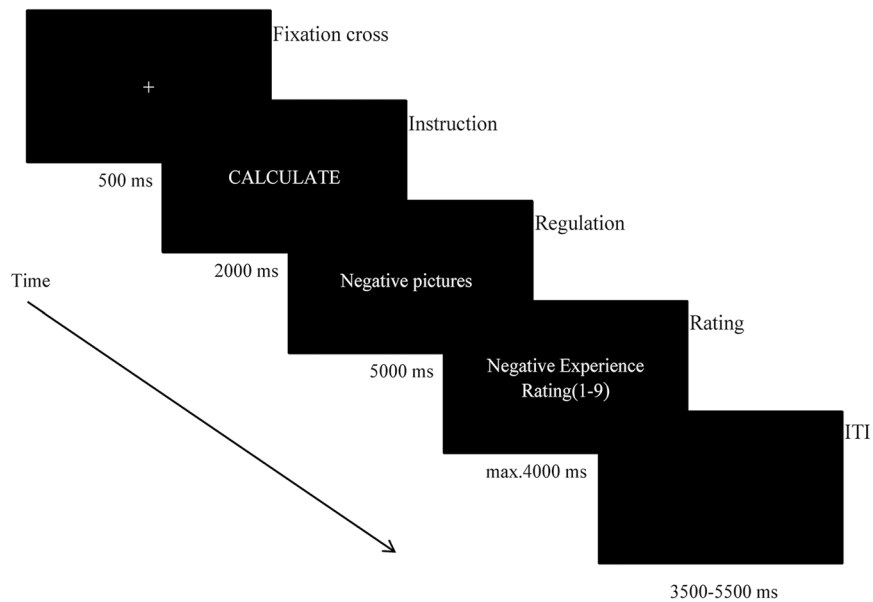 Fixation cross
+
500 ms
Instruction
CALCULATE
2000 ms
Regulation
Negative pictures
5000 ms
Rating
Negative Experience
Rating(1-9)
max.4000 ms
ITI
3500-5500 ms
Time